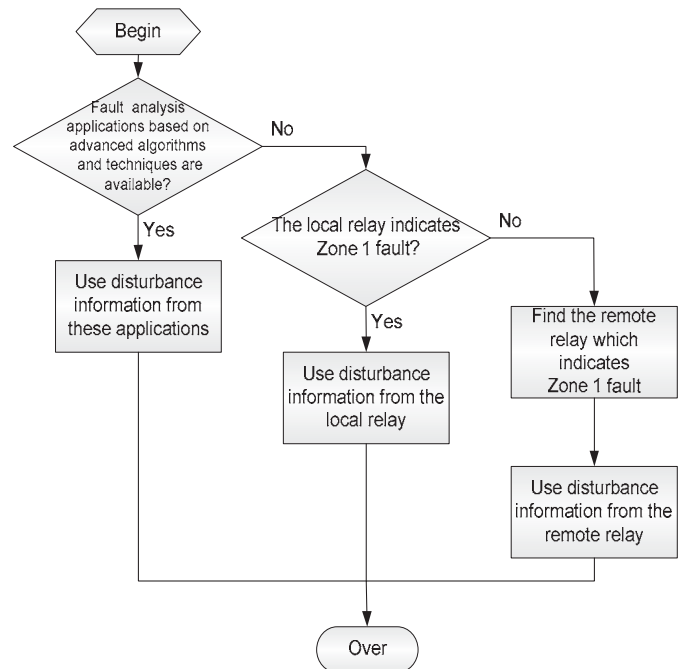 Begin
Fault analysis
applications based on
advanced algorithms
and techniques are
available?
No
Yes
The local relay indicates
Zone 1 fault?
No
Use disturbance
information from
these applications
Yes
Find the remote
relay which
indicates
Zone 1 fault
Use disturbance
information from the
local relay
Use disturbance
information from the
remote relay
Over